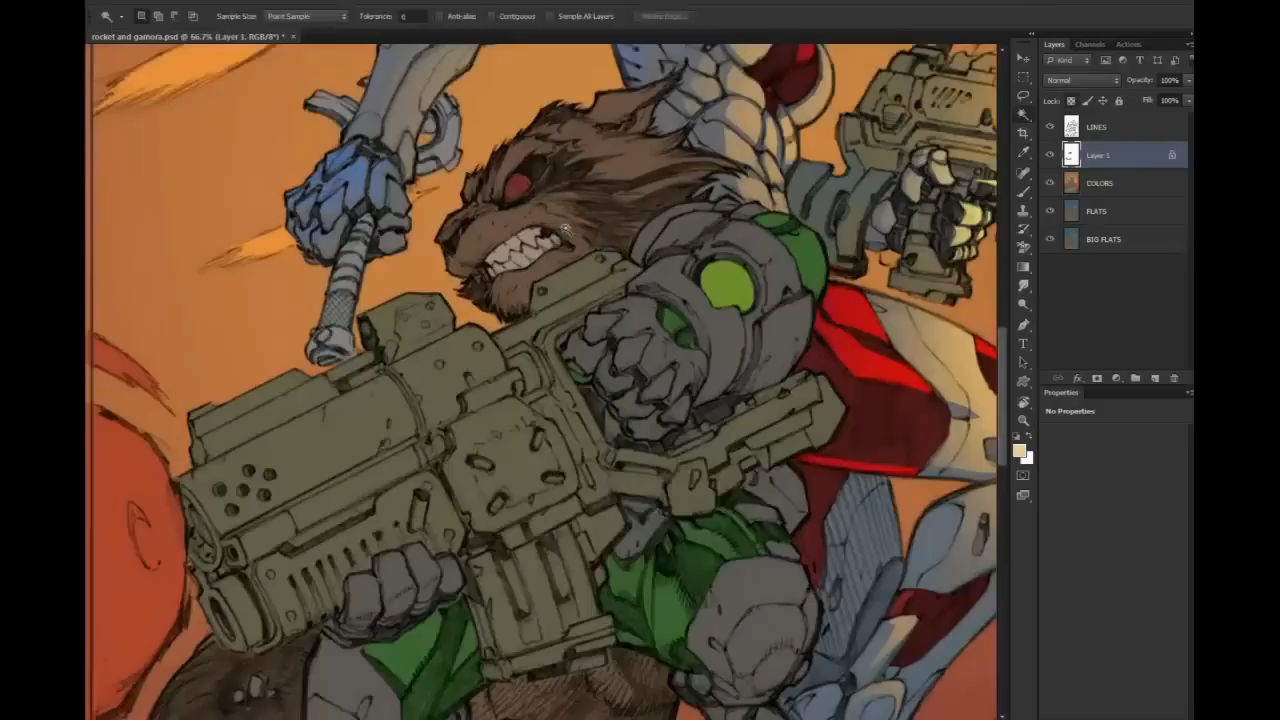 Sample Size: Point Sample Tolerance: 6 Anti-alias Contiguous Sample All Layers
rocket and gamora.psd @ 66.7% (Layer 1, RGB/8*) * ×
Layers Channels Actions
Kind
Normal Opacity: 100%
Lock: Fill: 100%
LINES
Layer 1
COLORS
FLATS
BIG FLATS
Properties
No Properties